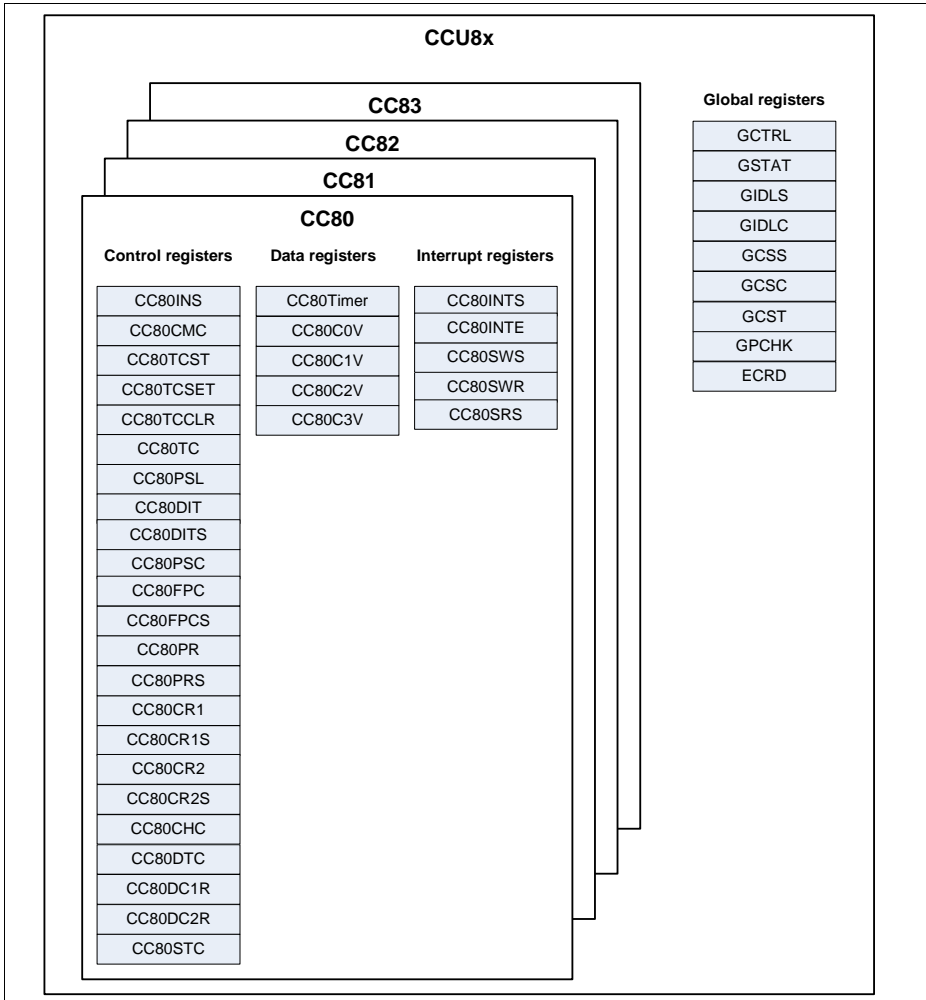 CCU8x
CC83
CC82
CC81
CC80
Control registers
CC80INS
CC80CMC
CC80TCST
CC80TCSET
CC80TCCLR
CC80TC
CC80PSL
CC80DIT
CC80DITS
CC80PSC
CC80FPC
CC80FPCS
CC80PR
CC80PRS
CC80CR1
CC80CR1S
CC80CR2
CC80CR2S
CC80CHC
CC80DTC
CC80DC1R
CC80DC2R
CC80STC
Data registers
CC80Timer
CC80C0V
CC80C1V
CC80C2V
CC80C3V
Interrupt registers
CC80INTS
CC80INTE
CC80SWS
CC80SWR
CC80SRS
Global registers
GCTRL
GSTAT
GIDLS
GIDLC
GCSS
GCSC
GCST
GPCHK
ECRD